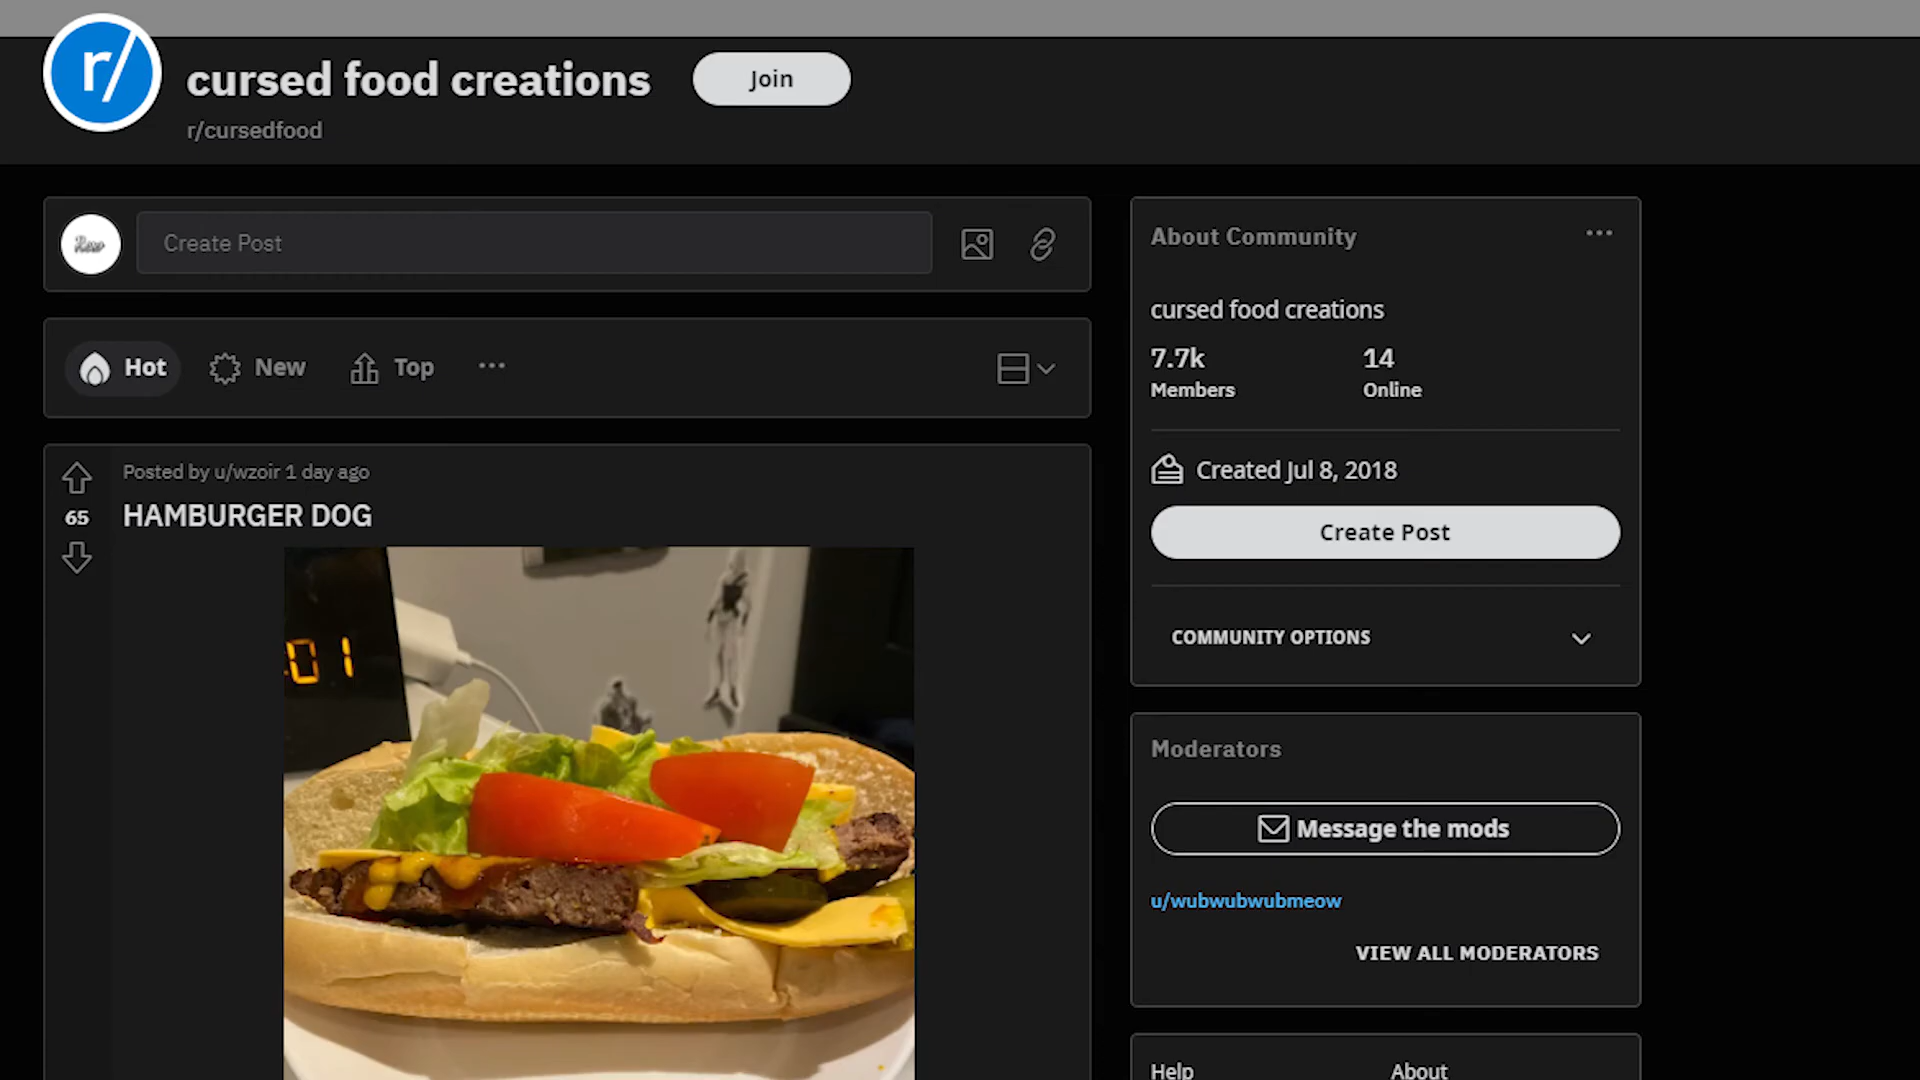 r/
cursed food creations
Join
r/cursedfood
Create Post
Hot
New
Top
Posted by u/wzoir 1 day ago
65
HAMBURGER DOG
01
About Community
cursed food creations
7.7k
14
Members
Online
Created Jul 8, 2018
Create Post
COMMUNITY OPTIONS
Moderators
Message the mods
u/wubwubwubmeow
VIEW ALL MODERATORS
Help
About